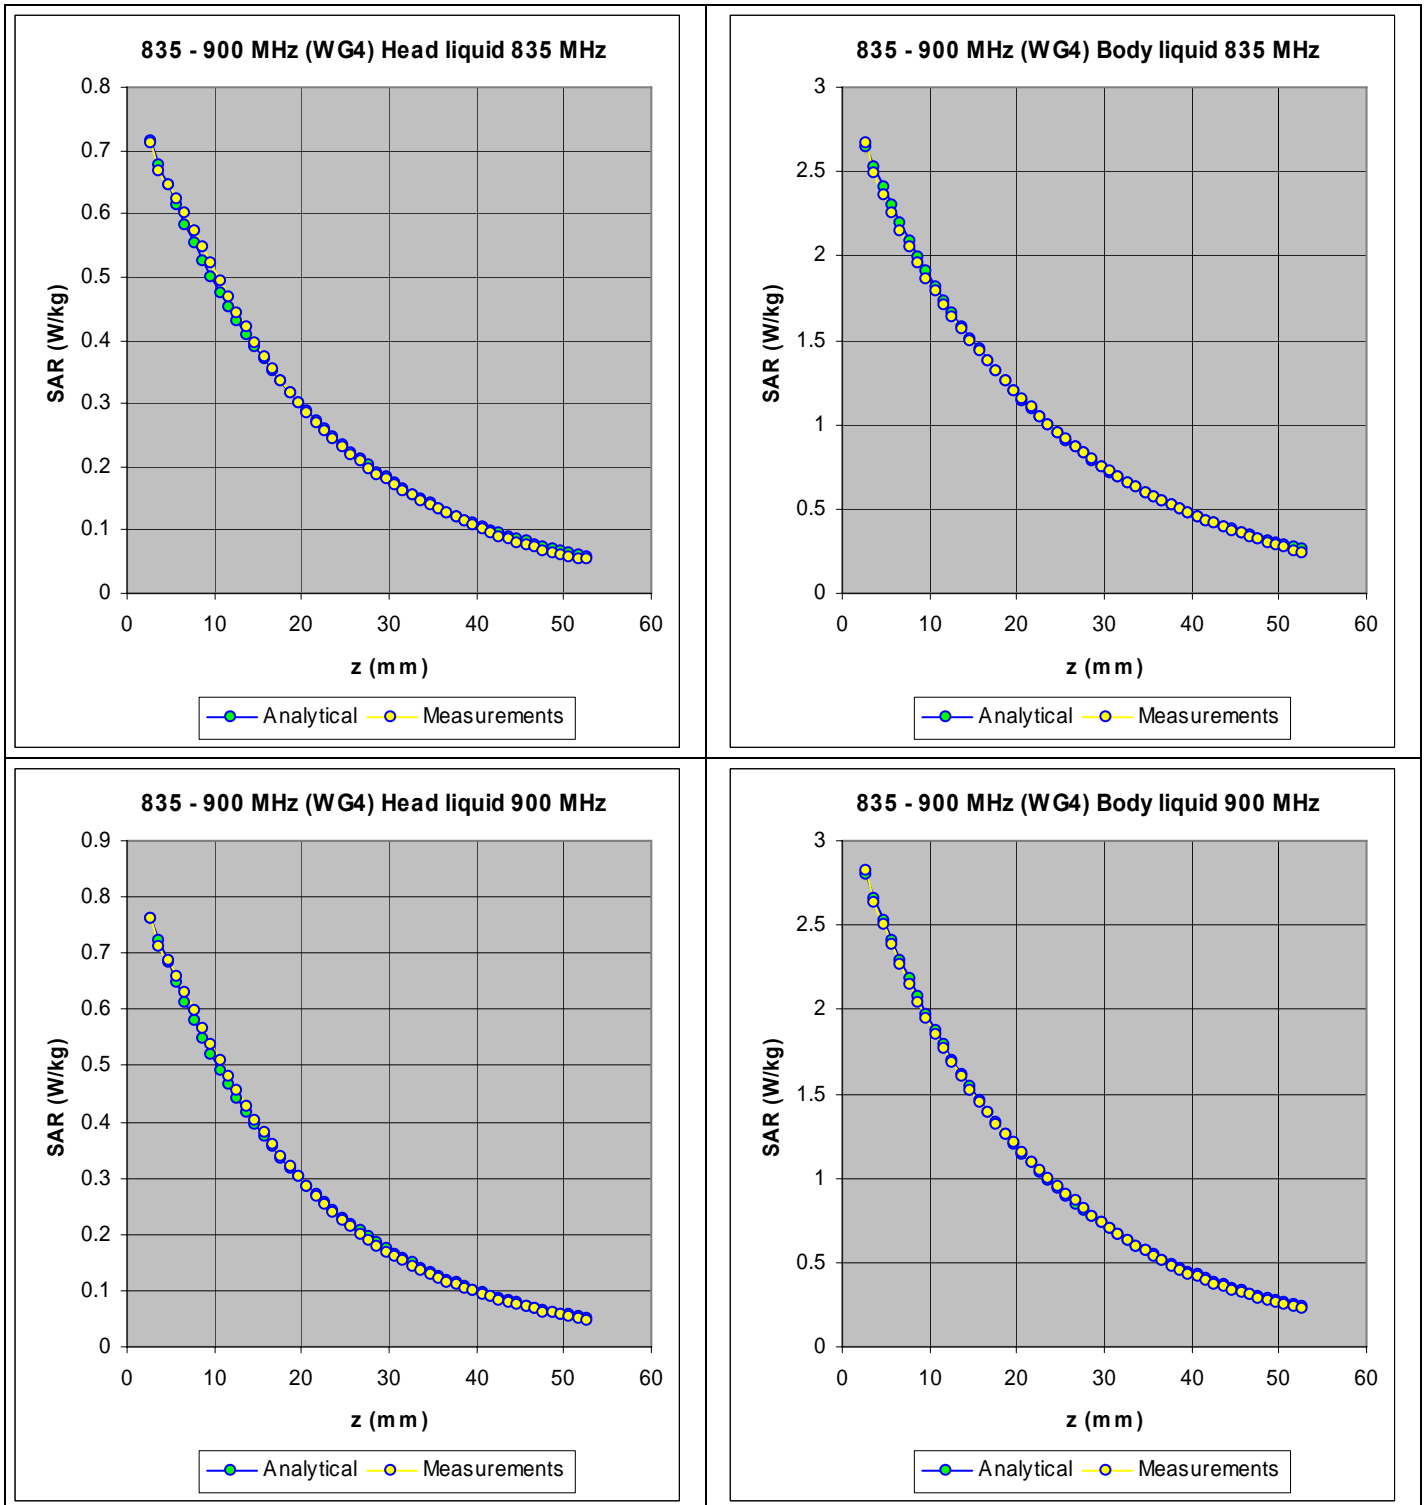 835 - 900 MHz (WG4) Head liquid 835 MHz
0.8
0.7
0.6
0.5
0.4
0.3
0.2
0.1
0
SAR (W/kg)
0 10 20 30 40 50 60
z (mm)
Analytical Measurements
835 - 900 MHz (WG4) Body liquid 835 MHz
3
2.5
2
1.5
1
0.5
0
SAR (W/kg)
0 10 20 30 40 50 60
z (mm)
Analytical Measurements
835 - 900 MHz (WG4) Head liquid 900 MHz
0.9
0.8
0.7
0.6
0.5
0.4
0.3
0.2
0.1
0
SAR (W/kg)
0 10 20 30 40 50 60
z (mm)
Analytical Measurements
835 - 900 MHz (WG4) Body liquid 900 MHz
3
2.5
2
1.5
1
0.5
0
SAR (W/kg)
0 10 20 30 40 50 60
z (mm)
Analytical Measurements